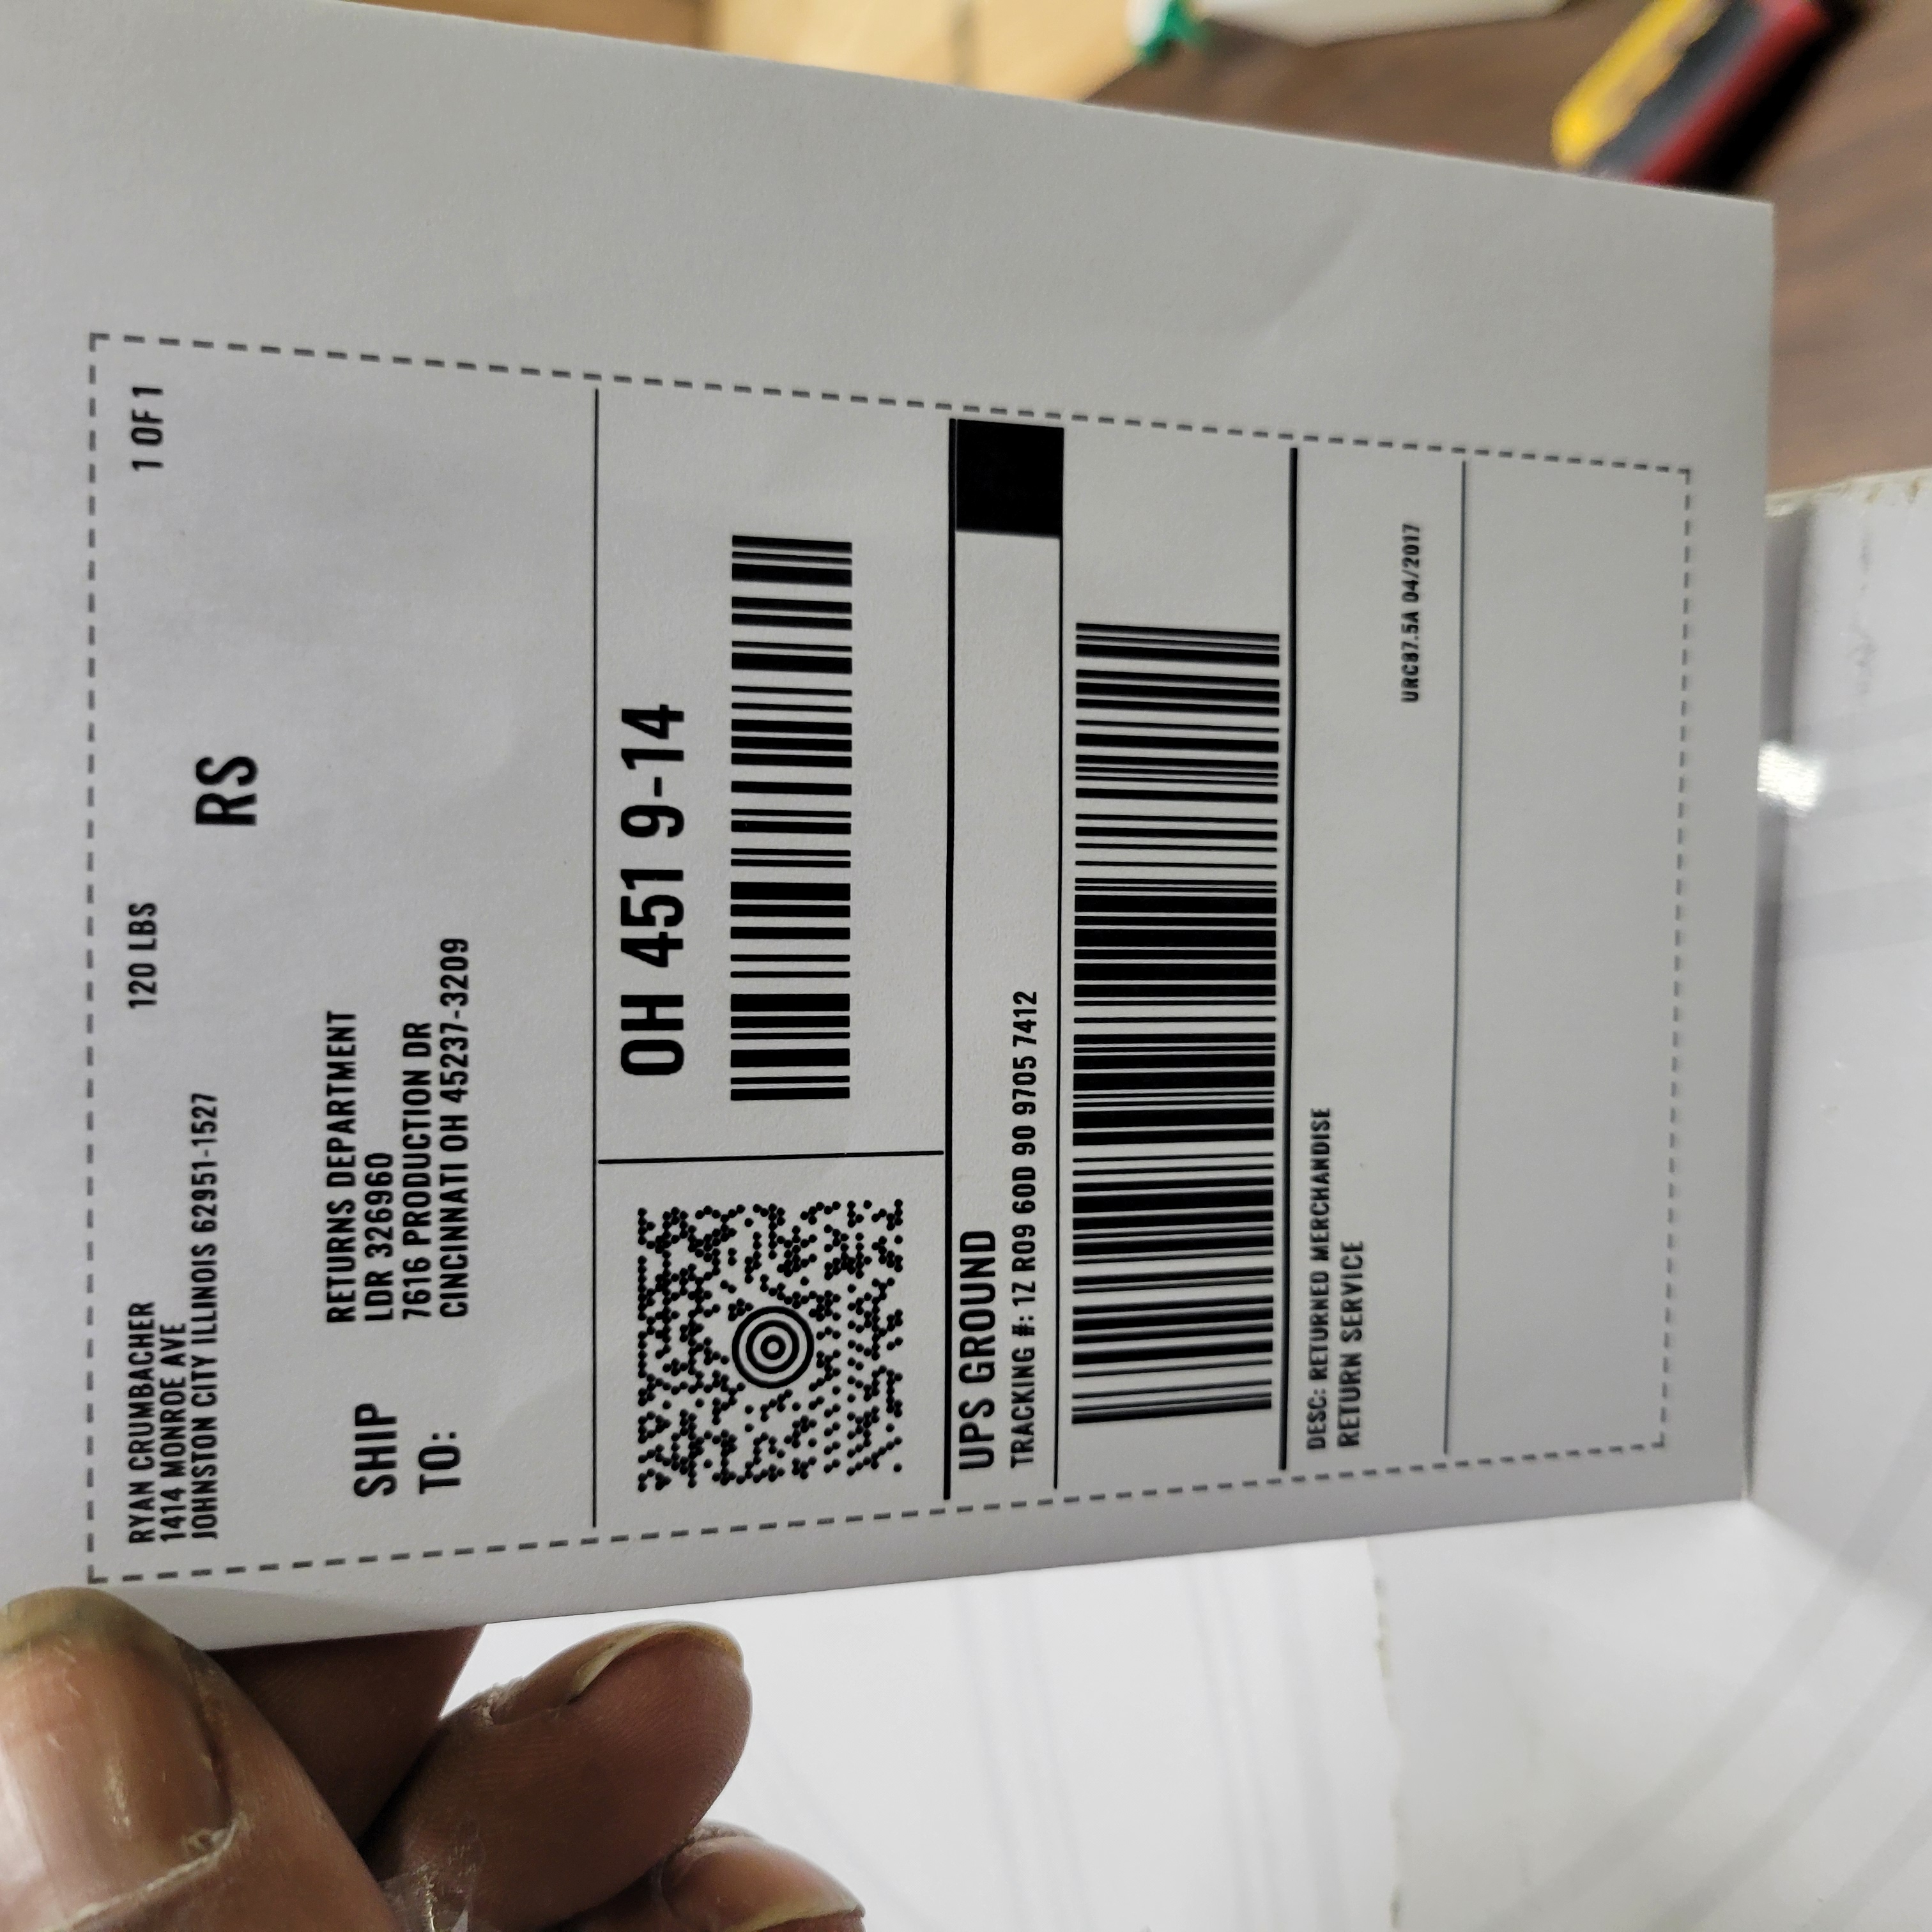 RYAN CRUMBACHER
1414 MONROE AVE
JOHNSTON CITY ILLINOIS 62951-1527
120 LBS
1 OF 1
RS
SHIP
TO:
RETURNS DEPARTMENT
LDR 326960
7616 PRODUCTION DR
CINCINNATI OH 45237-3209
OH 451 9-14
UPS GROUND
TRACKING #: 1Z R09 60D 90 9705 7412
DESC: RETURNED MERCHANDISE
RETURN SERVICE
URC87.5A 04/2017